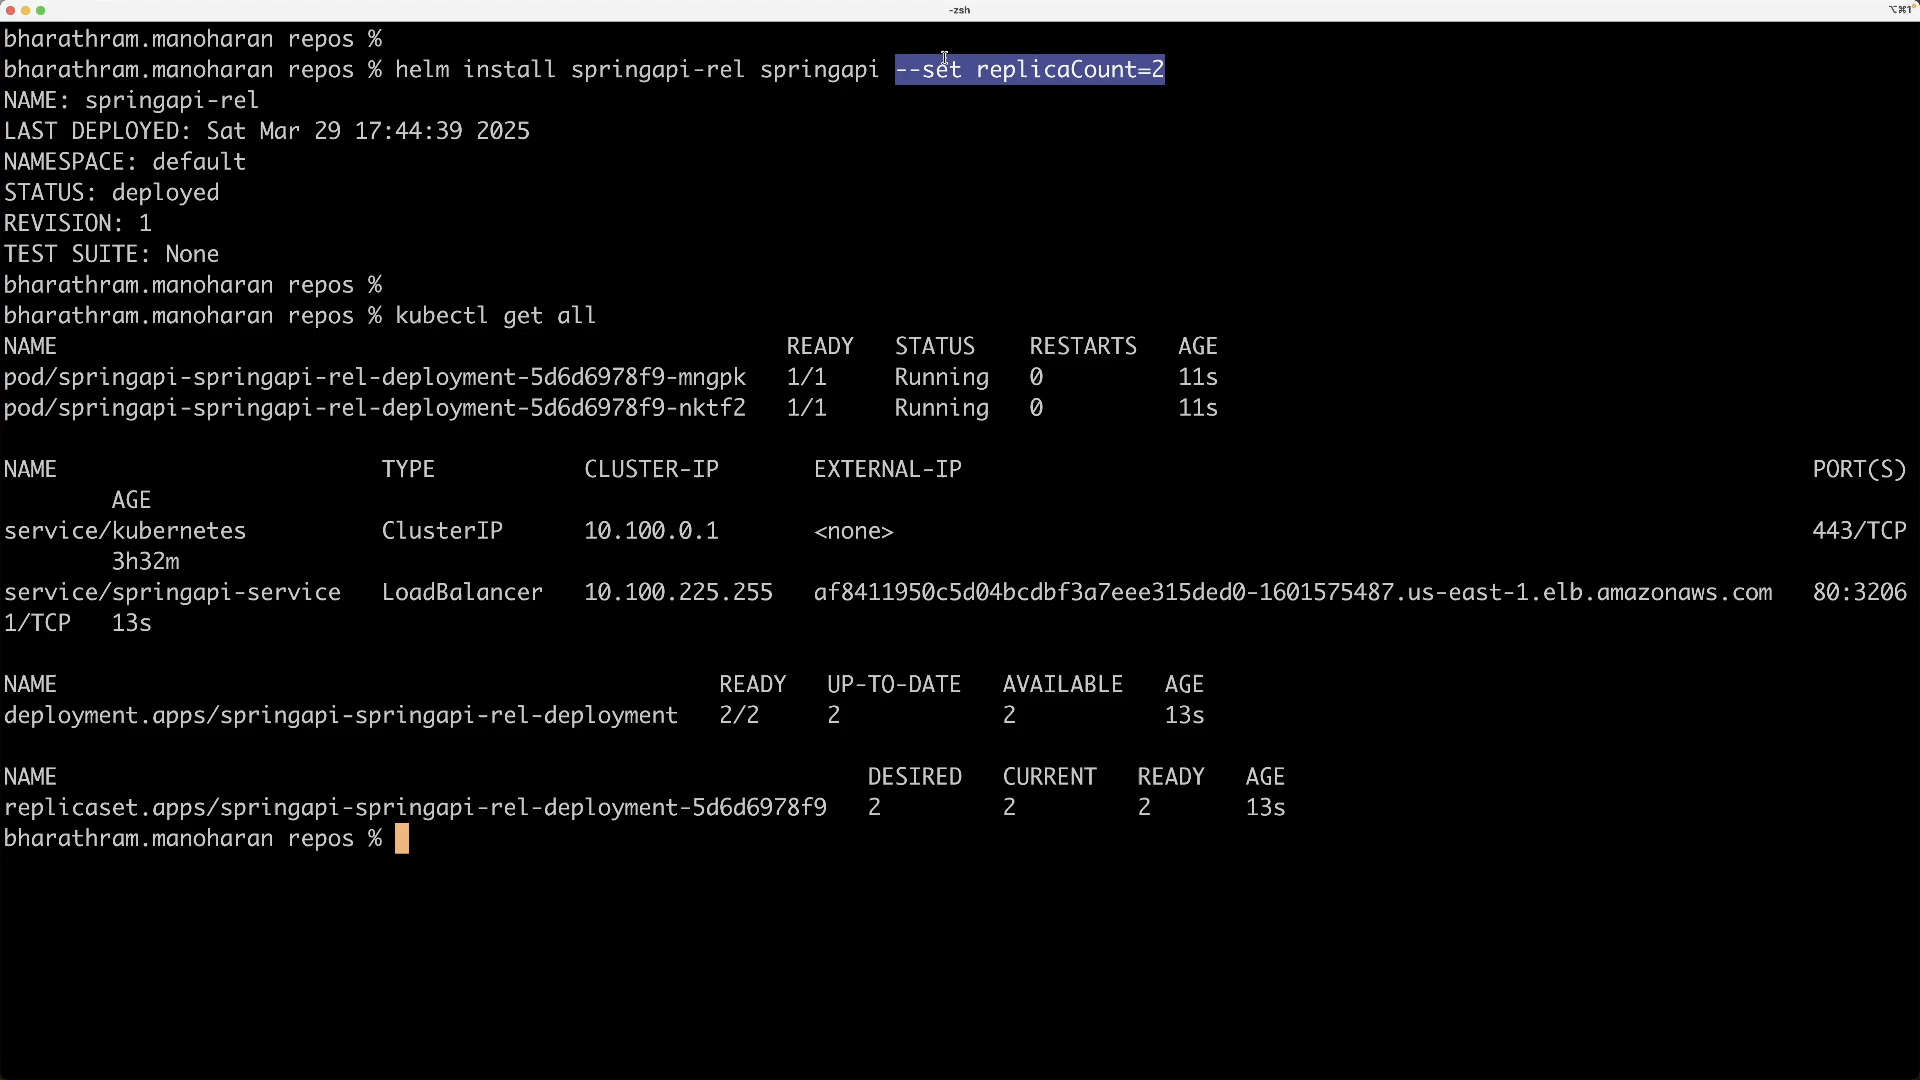 -zsh
⌥⌘1
bharathram.manoharan repos %
bharathram.manoharan repos % helm install springapi-rel springapi --set replicaCount=2
NAME: springapi-rel
LAST DEPLOYED: Sat Mar 29 17:44:39 2025
NAMESPACE: default
STATUS: deployed
REVISION: 1
TEST SUITE: None
bharathram.manoharan repos %
bharathram.manoharan repos % kubectl get all
NAME READY STATUS RESTARTS AGE
pod/springapi-springapi-rel-deployment-5d6d6978f9-mngpk 1/1 Running 0 11s
pod/springapi-springapi-rel-deployment-5d6d6978f9-nktf2 1/1 Running 0 11s
NAME TYPE CLUSTER-IP EXTERNAL-IP PORT(S)
AGE
service/kubernetes ClusterIP 10.100.0.1 <none> 443/TCP
3h32m
service/springapi-service LoadBalancer 10.100.225.255 af8411950c5d04bcdbf3a7eee315ded0-1601575487.us-east-1.elb.amazonaws.com 80:3206
1/TCP 13s
NAME READY UP-TO-DATE AVAILABLE AGE
deployment.apps/springapi-springapi-rel-deployment 2/2 2 2 13s
NAME DESIRED CURRENT READY AGE
replicaset.apps/springapi-springapi-rel-deployment-5d6d6978f9 2 2 2 13s
bharathram.manoharan repos %